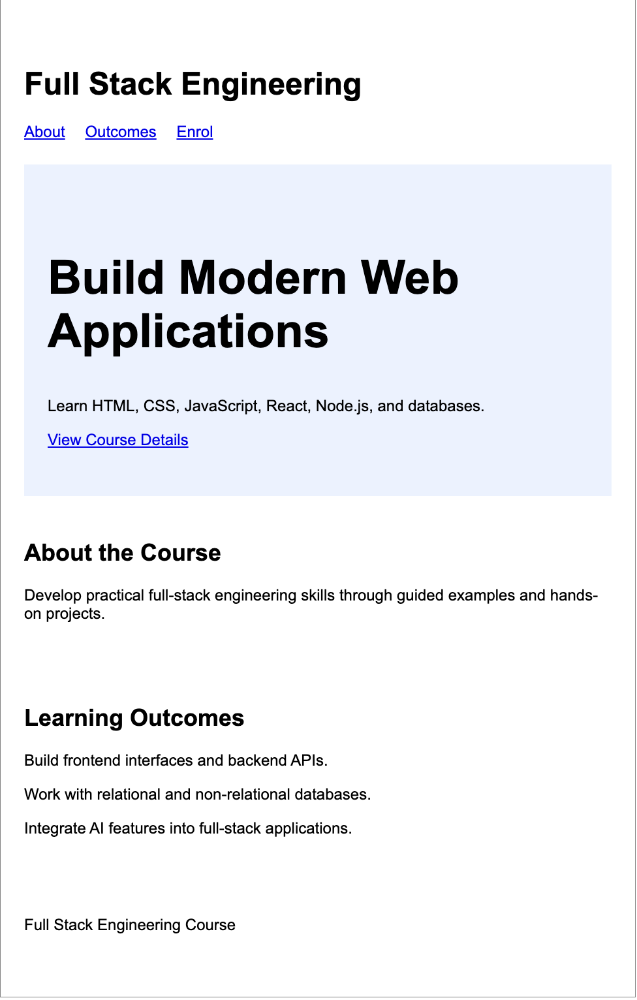 Full Stack Engineering
About Outcomes Enrol
Build Modern Web
Applications
Learn HTML, CSS, JavaScript, React, Node.js, and databases.
View Course Details
About the Course
Develop practical full-stack engineering skills through guided examples and hands-
on projects.
Learning Outcomes
Build frontend interfaces and backend APIs.
Work with relational and non-relational databases.
Integrate AI features into full-stack applications.
Full Stack Engineering Course